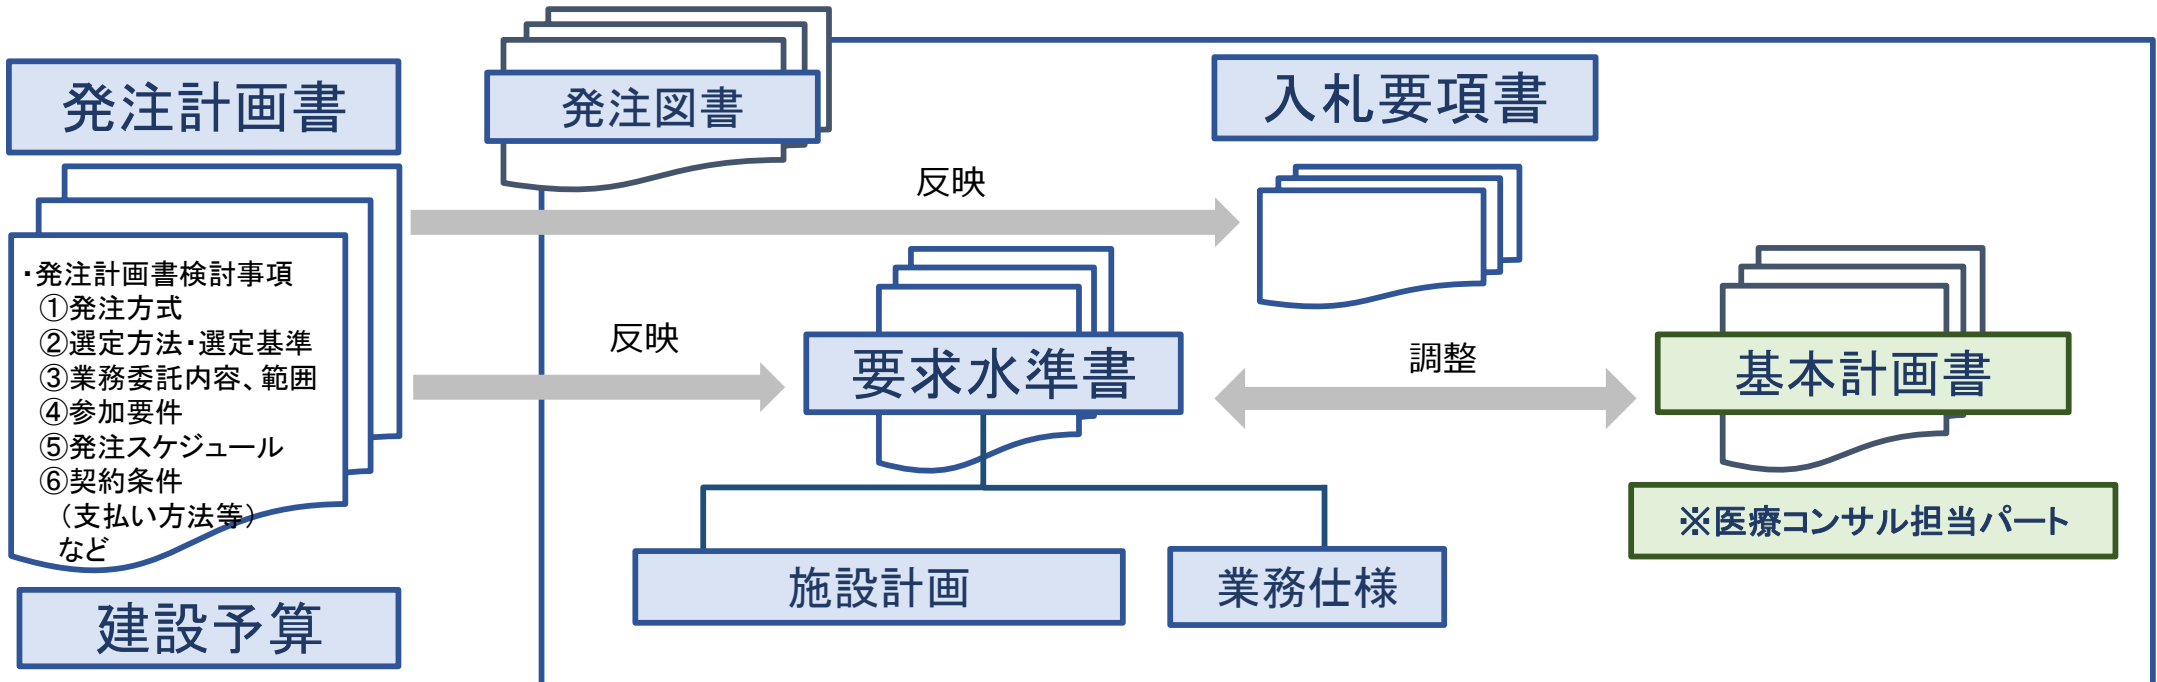 発注計画書
発注図書
入札要項書
反映
・発注計画書検討事項
①発注方式
②選定方法・選定基準
③業務委託内容、範囲
④参加要件
⑤発注スケジュール
⑥契約条件
（支払い方法等）
など
反映
要求水準書
調整
基本計画書
※医療コンサル担当パート
施設計画
業務仕様
建設予算